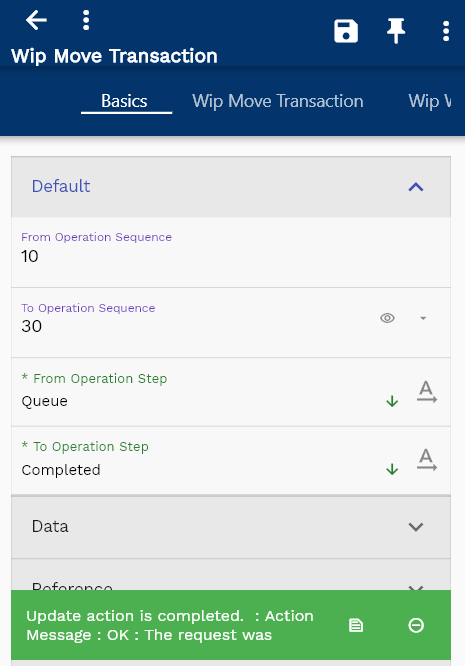 Wip Move Transaction
Basics Wip Move Transaction Wip
Default
From Operation Sequence
10
To Operation Sequence
30
* From Operation Step
Queue
* To Operation Step
Completed
Data
Reference
Update action is completed.  : Action
Message : OK : The request was